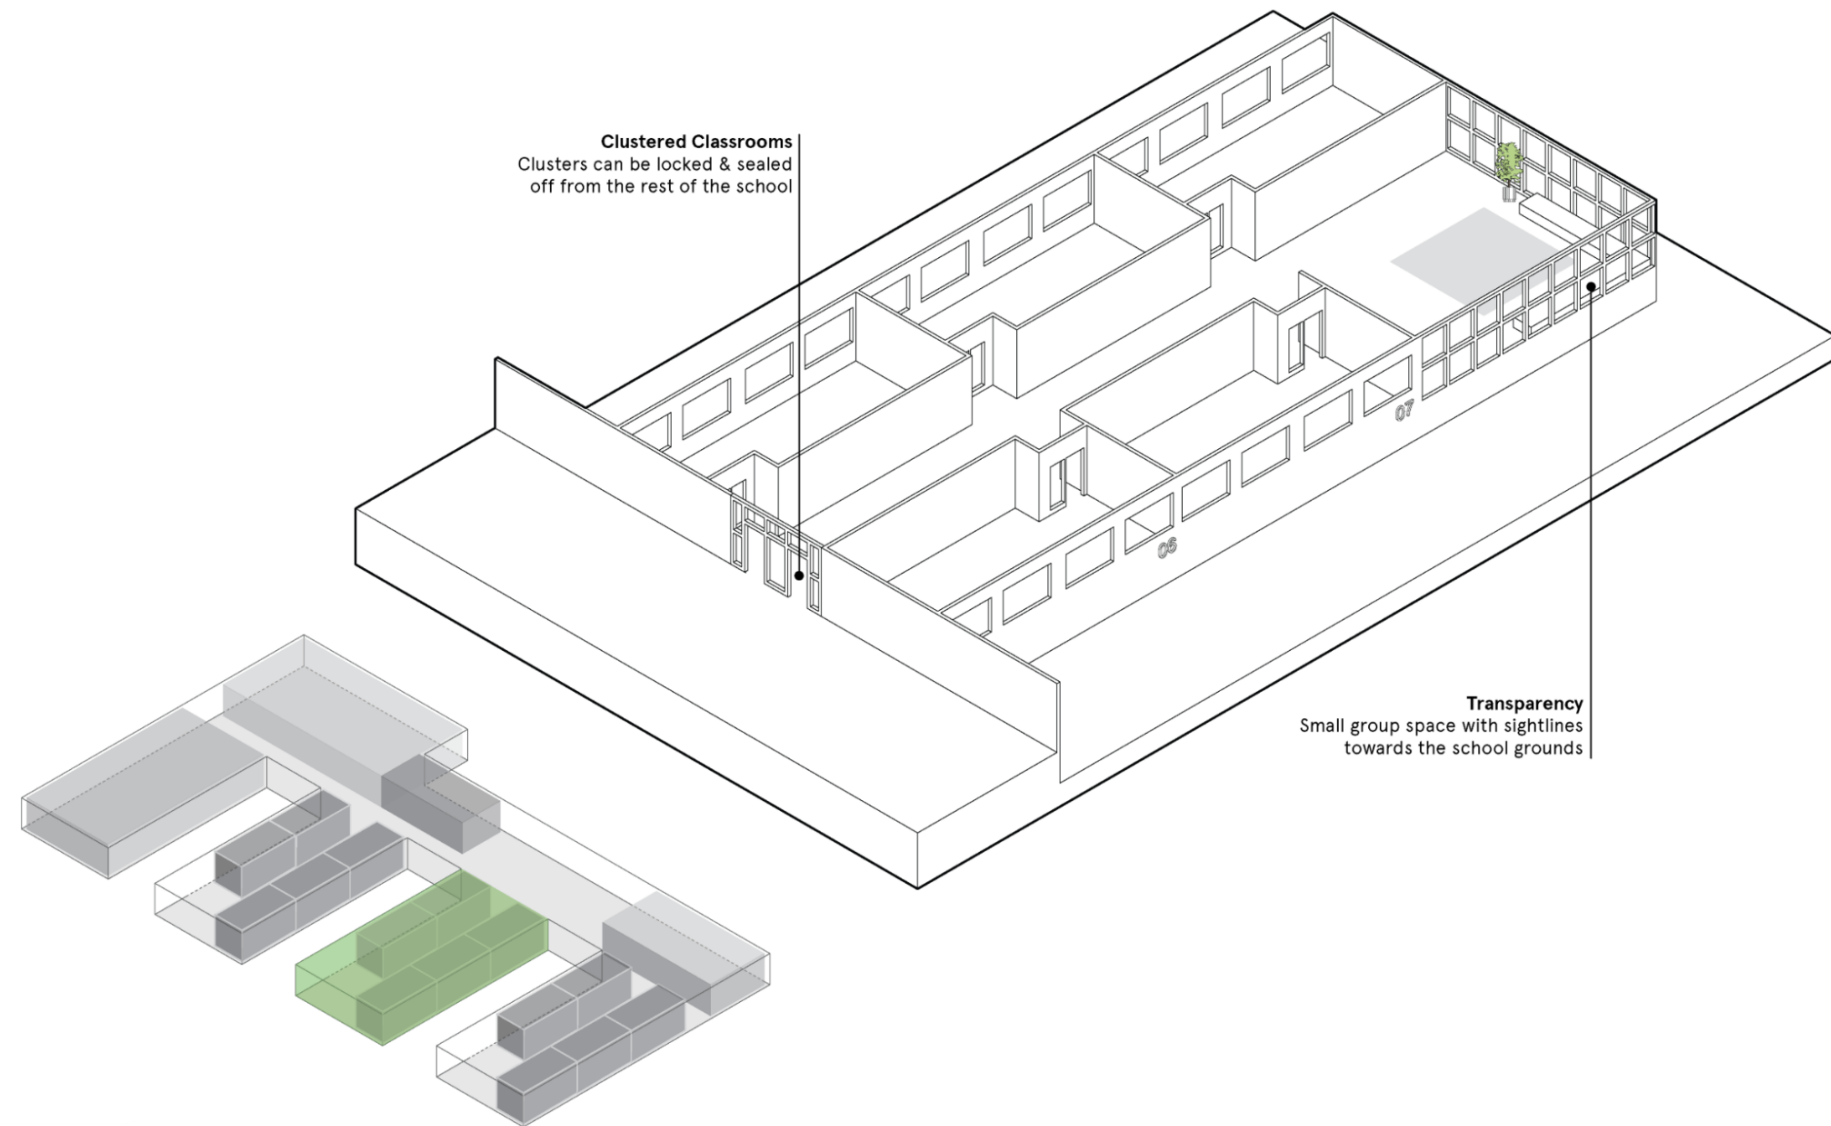 Clustered Classrooms
Clusters can be locked & sealed
off from the rest of the school
07
06
Transparency
Small group space with sightlines
towards the school grounds